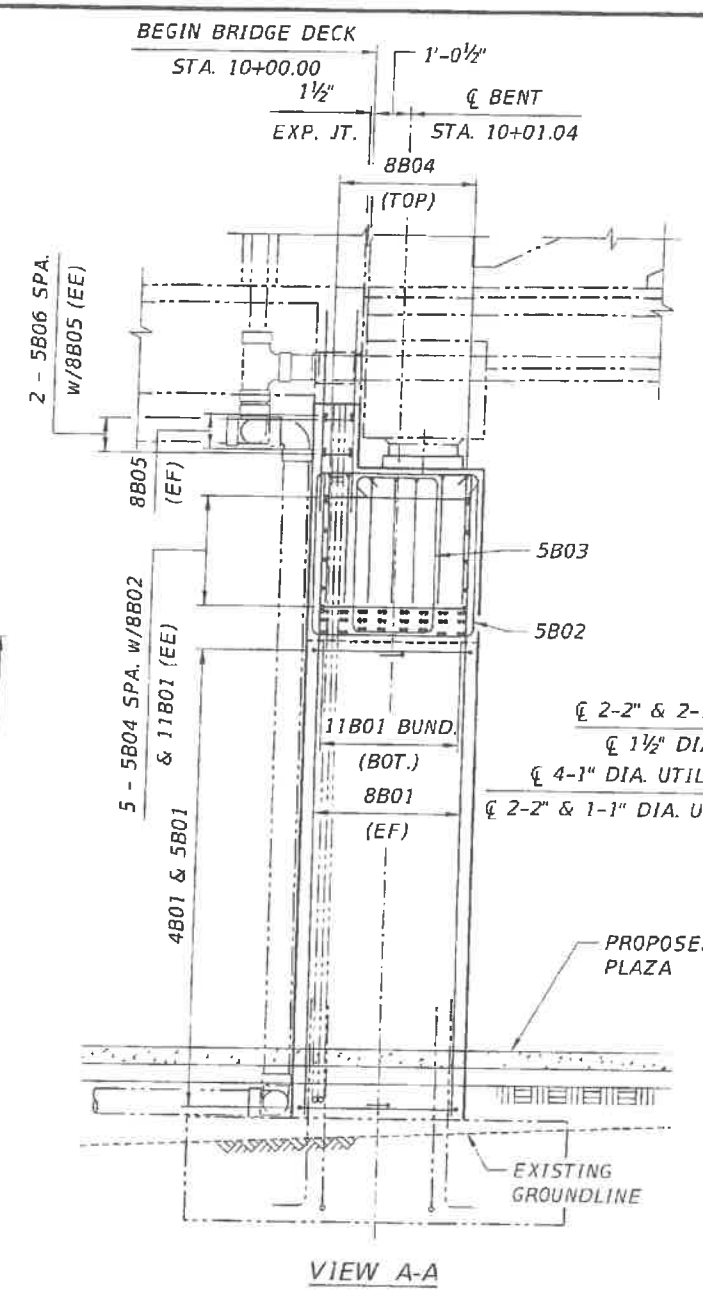 BEGIN BRIDGE DECK
STA. 10+00.00
1'-0½"
1½"
EXP. JT.
℄ BENT
STA. 10+01.04
8B04
(TOP)
2 - 5B06 SPA.
w/8B05 (EE)
8B05
(EF)
5 - 5B04 SPA. w/8B02
& 11B01 (EE)
5B03
5B02
4B01 & 5B01
11B01 BUND.
(BOT.)
8B01
(EF)
℄ 2-2" & 2-
℄ 1½" DIA
℄ 4-1" DIA. UTIL
℄ 2-2" & 1-1" DIA. U
PROPOSE
PLAZA
EXISTING
GROUNDLINE
VIEW A-A